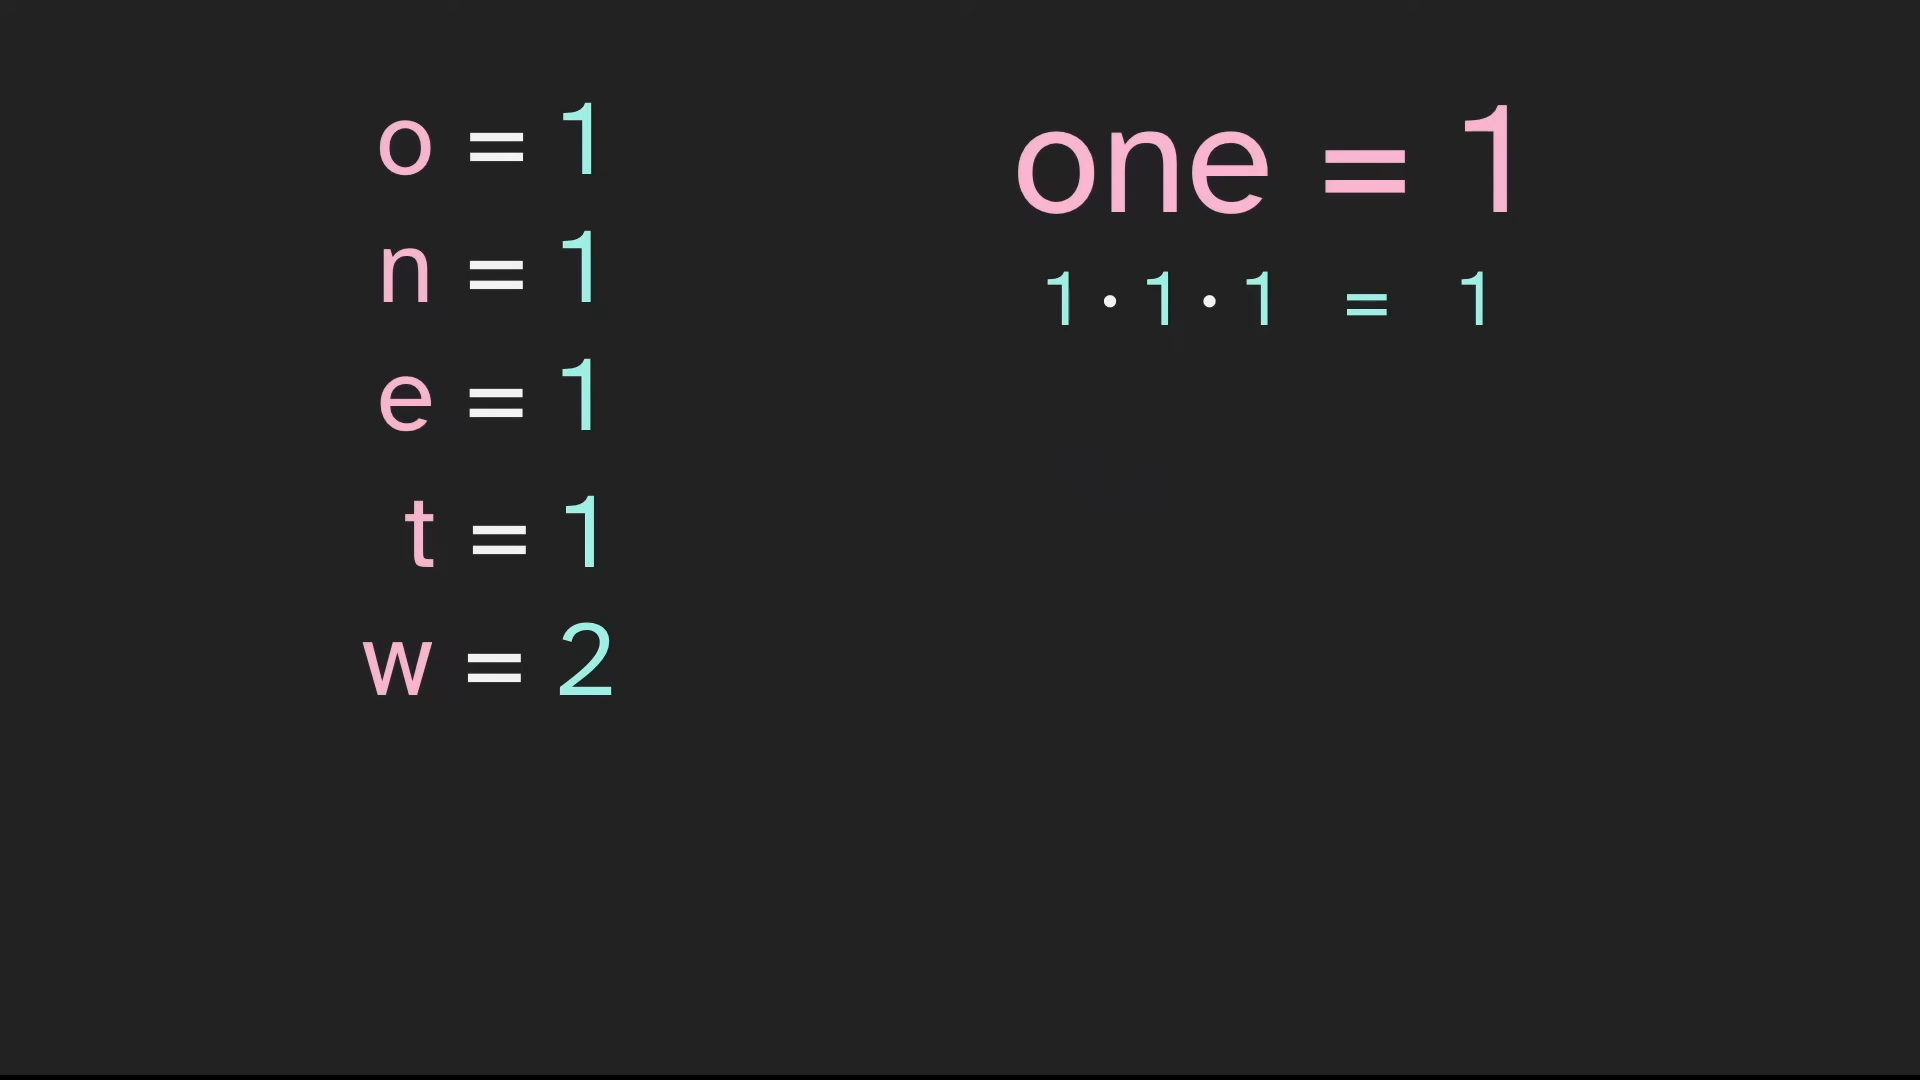 o = 1
n = 1
e = 1
t = 1
w = 2
one = 1
1 · 1 · 1 = 1